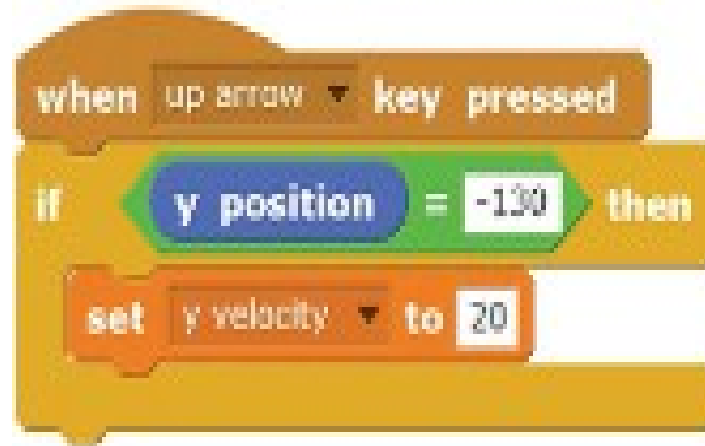 when up arrow key pressed
if y position = -130 then
set y velocity to 20